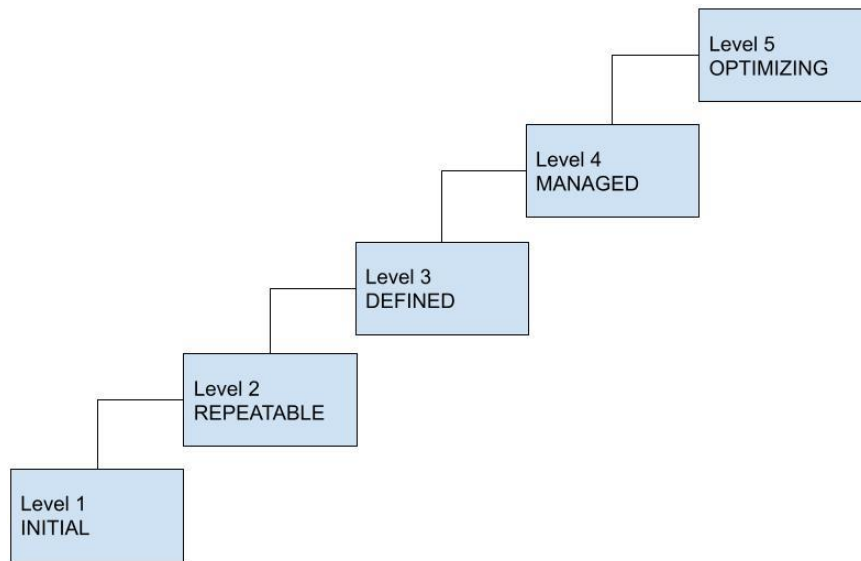 Level 5
OPTIMIZING
Level 4
MANAGED
Level 3
DEFINED
Level 2
REPEATABLE
Level 1
INITIAL